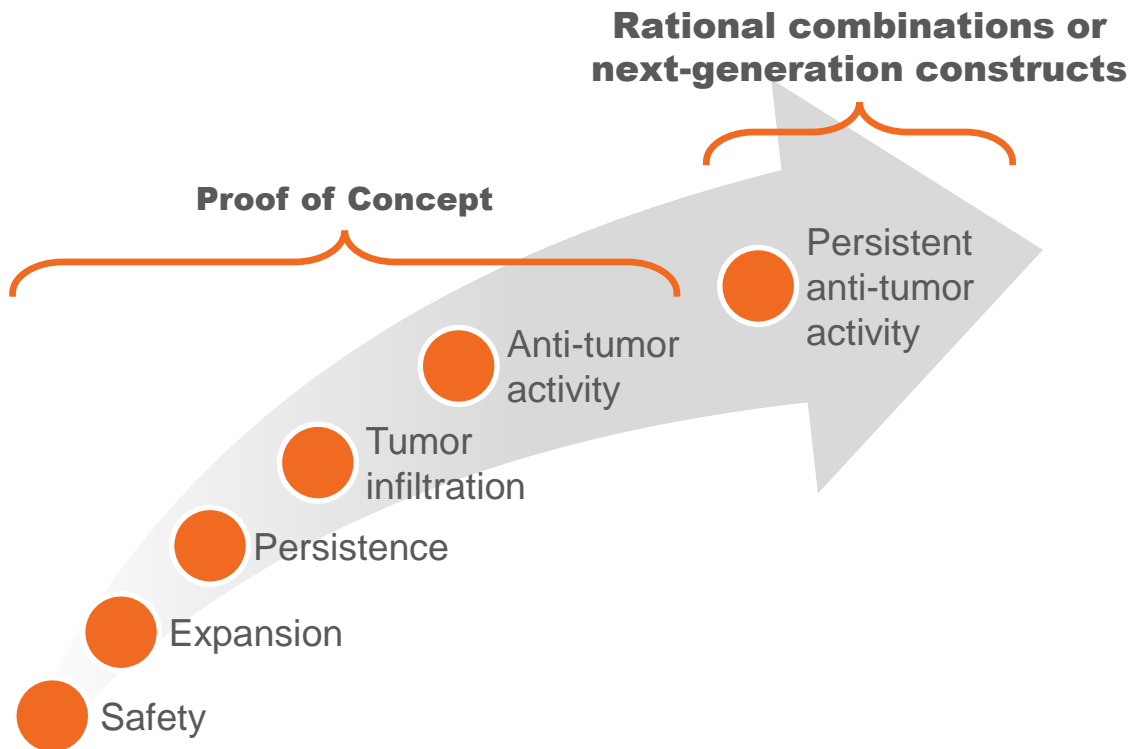 Rational combinations or
next-generation constructs
Proof of Concept
Persistent
anti-tumor
activity
Anti-tumor
activity
Tumor
infiltration
Persistence
Expansion
Safety